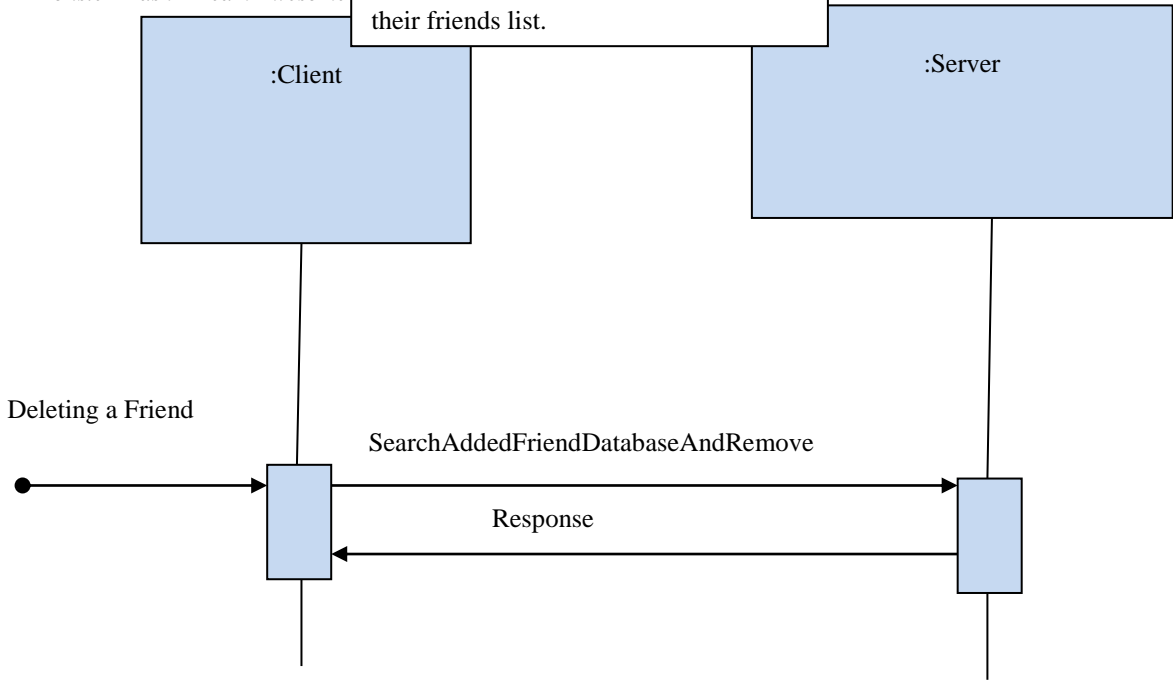 their friends list.
:Client
:Server
Deleting a Friend
SearchAddedFriendDatabaseAndRemove
Response